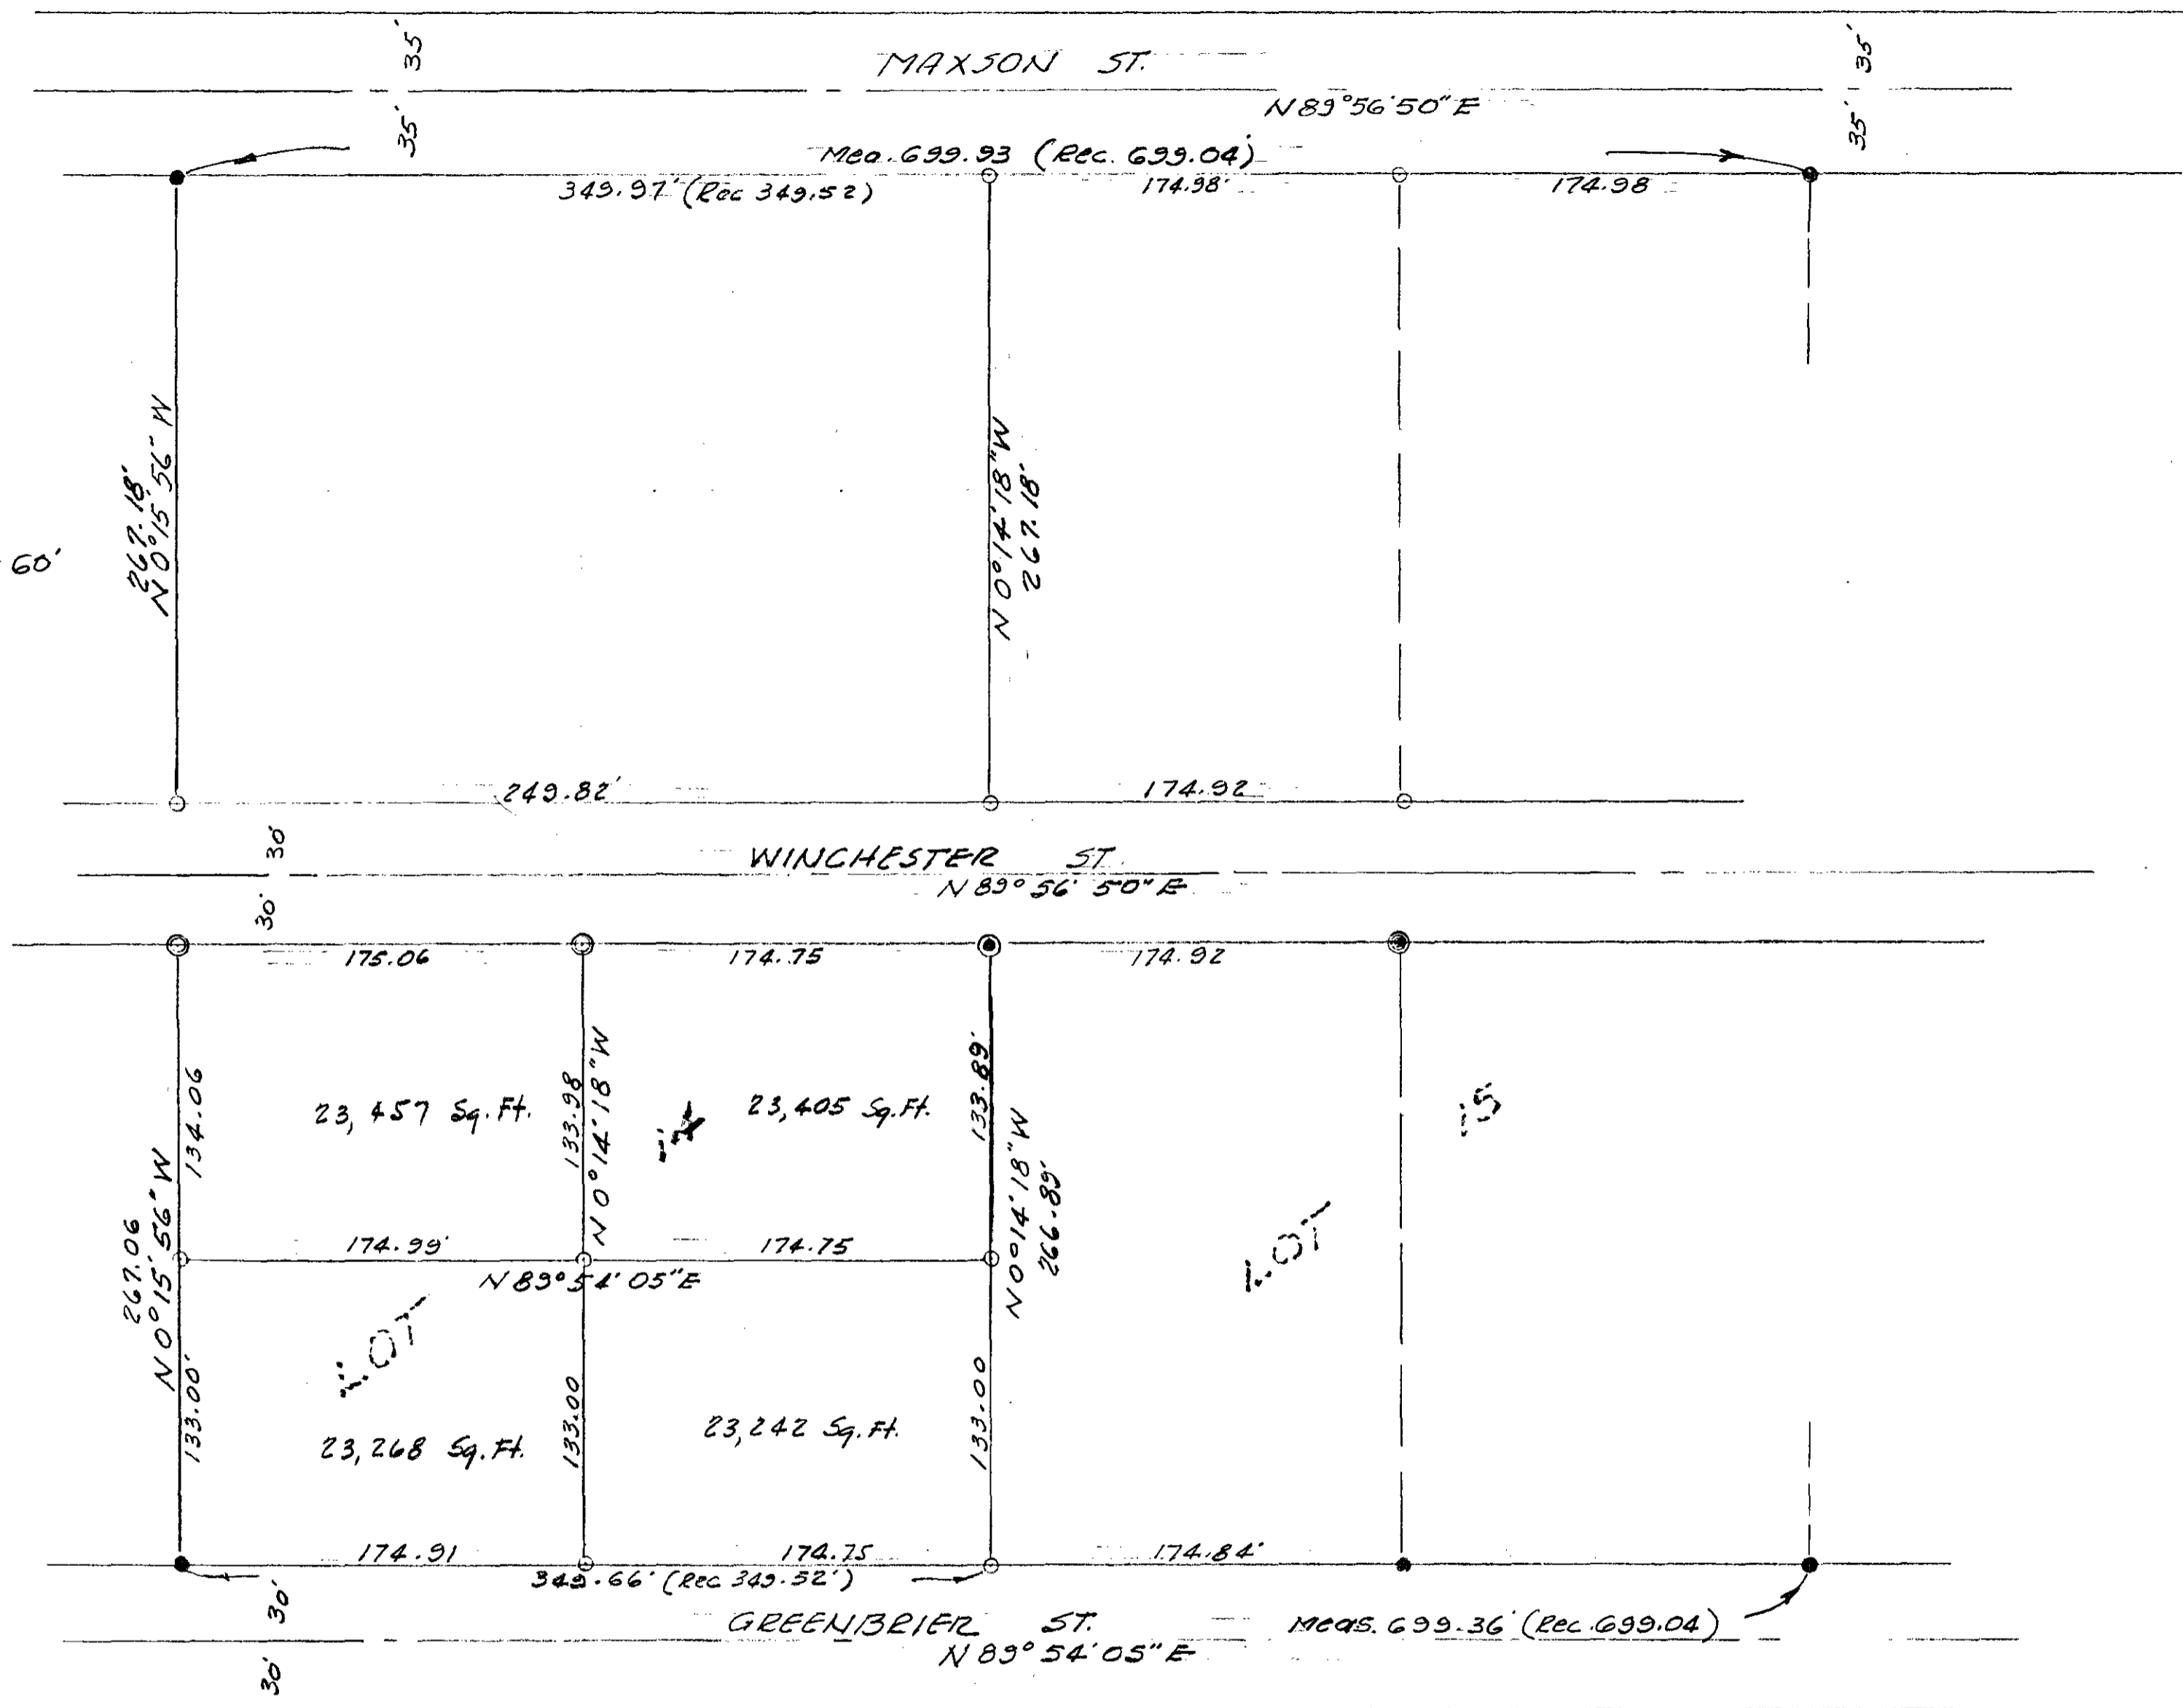 35'
35'
MAXSON ST.
35'
35'
N89°56'50"E
Mea. 699.93 (Rec. 699.04)
349.97' (Rec 349.52)
174.98'
174.98
267.18'
N0°15'56"W
N0°14'18"W
267.18'
60'
249.82'
174.92
30'
30'
WINCHESTER ST.
N89°56'50"E
175.06
174.75
174.92
134.06
23,457 Sq.Ft.
133.98
N0°14'18"W
4
23,405 Sq.Ft.
133.89'
N0°14'18"W
266.89'
5
267.06
N0°15'56"W
174.99'
174.75
N89°54'05"E
LOT
LOT
133.00'
23,268 Sq.Ft.
133.00
23,242 Sq.Ft.
133.00
174.91
174.75
174.84'
349.66' (Rec 349.52')
30'
30'
GREENBRIER ST.
N89°54'05"E
Meas. 699.36' (Rec. 699.04)